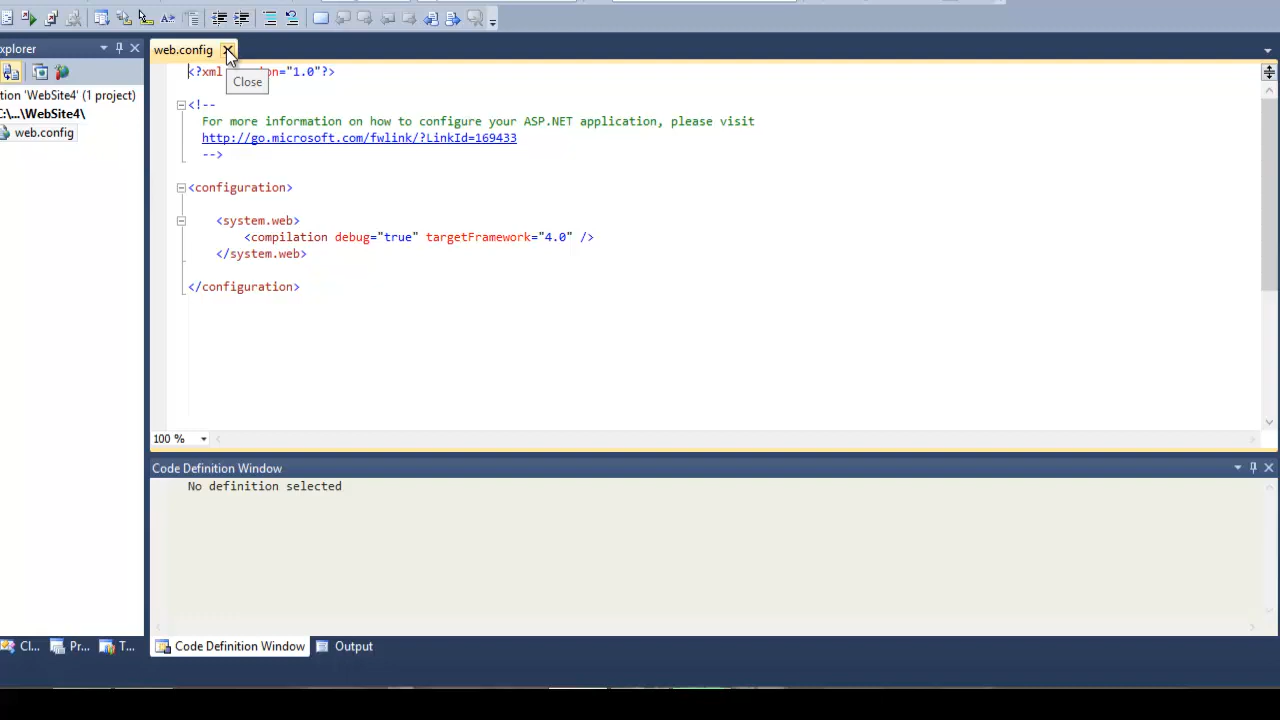 xplorer
web.config
Close
tion 'WebSite4' (1 project)
C:\...\WebSite4\
web.config
<?xml on="1.0"?>
<!--
For more information on how to configure your ASP.NET application, please visit
http://go.microsoft.com/fwlink/?LinkId=169433
-->
<configuration>
<system.web>
<compilation debug="true" targetFramework="4.0" />
</system.web>
</configuration>
100 %
Code Definition Window
No definition selected
Cl...
Pr...
T...
Code Definition Window
Output